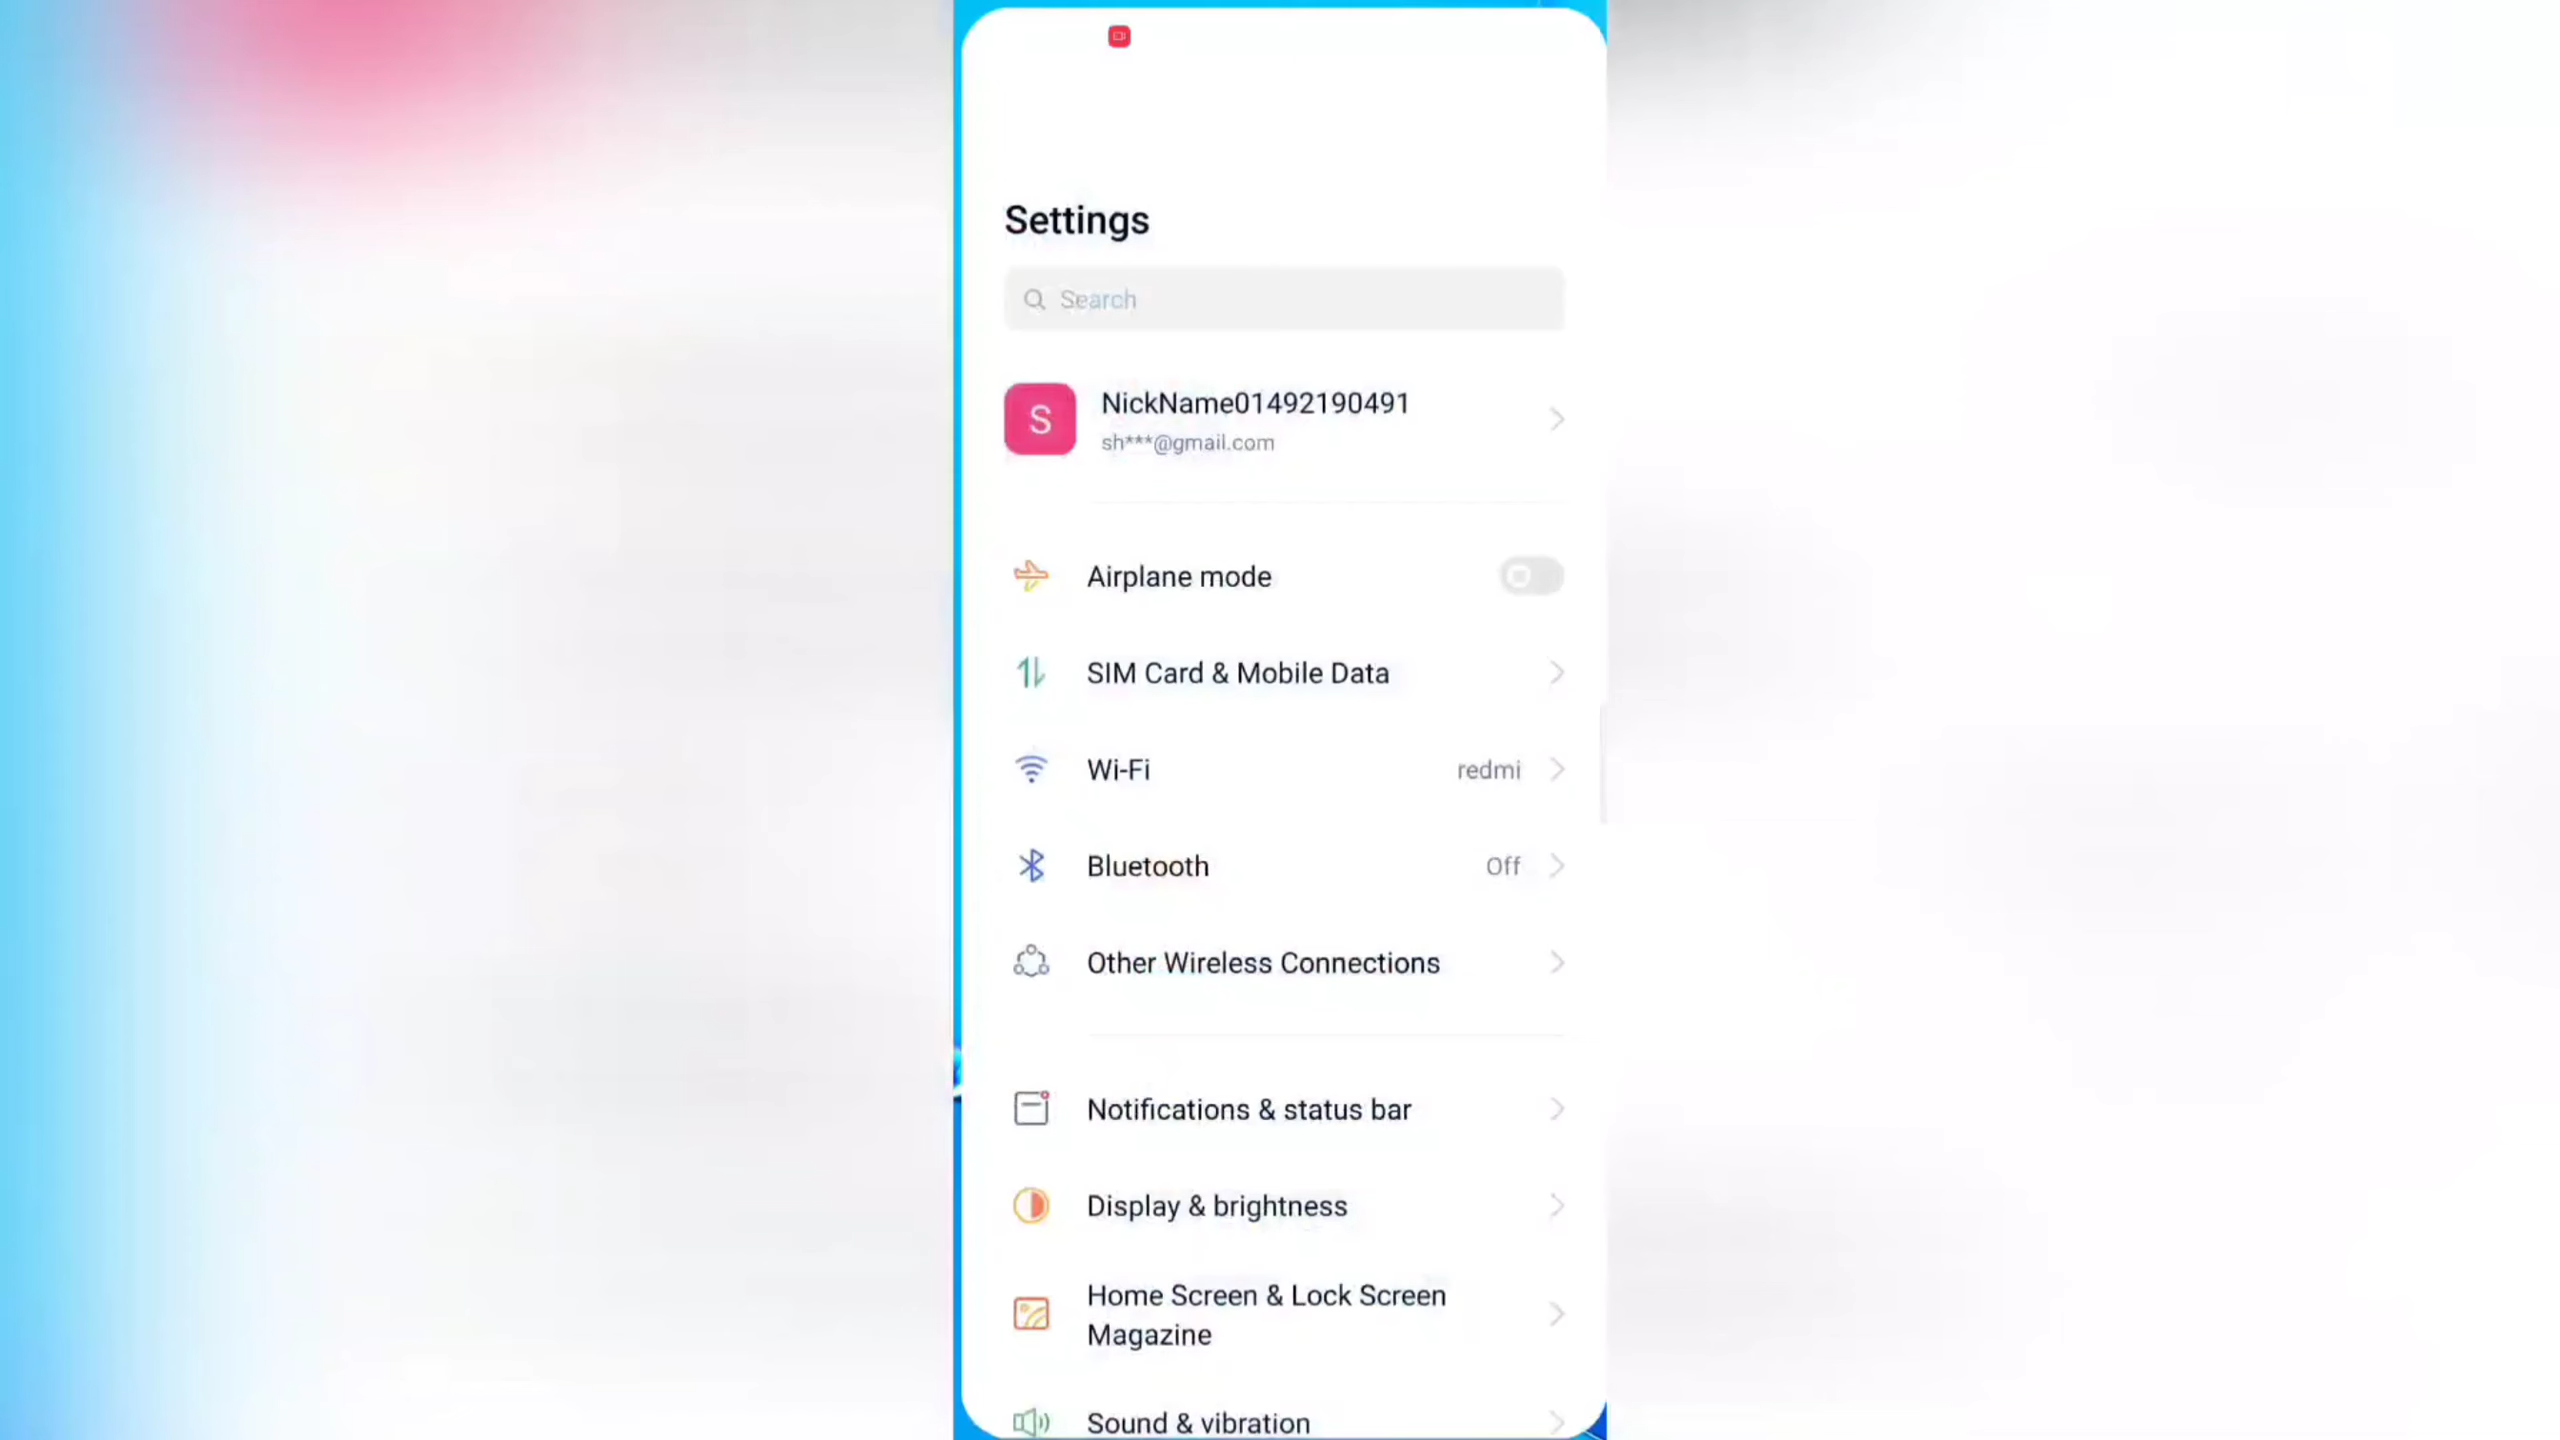 Settings
Search
S
NickName01492190491
sh***@gmail.com
Airplane mode
SIM Card & Mobile Data
Wi-Fi
redmi
Bluetooth
Off
Other Wireless Connections
Notifications & status bar
Display & brightness
Home Screen & Lock Screen
Magazine
Sound & vibration